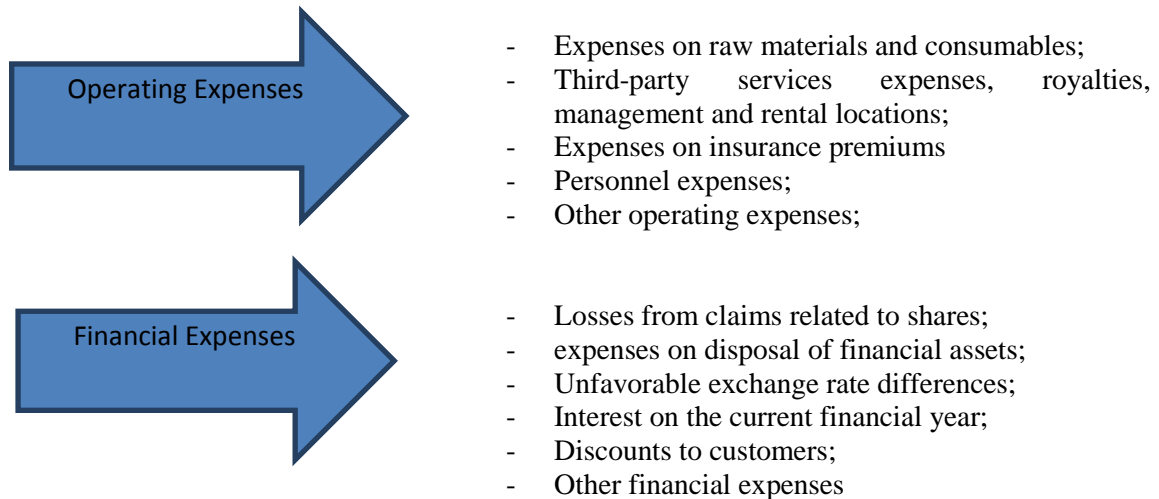 Operating Expenses
- Expenses on raw materials and consumables;
- Third-party services expenses, royalties,
management and rental locations;
- Expenses on insurance premiums
- Personnel expenses;
- Other operating expenses;
Financial Expenses
- Losses from claims related to shares;
- expenses on disposal of financial assets;
- Unfavorable exchange rate differences;
- Interest on the current financial year;
- Discounts to customers;
- Other financial expenses